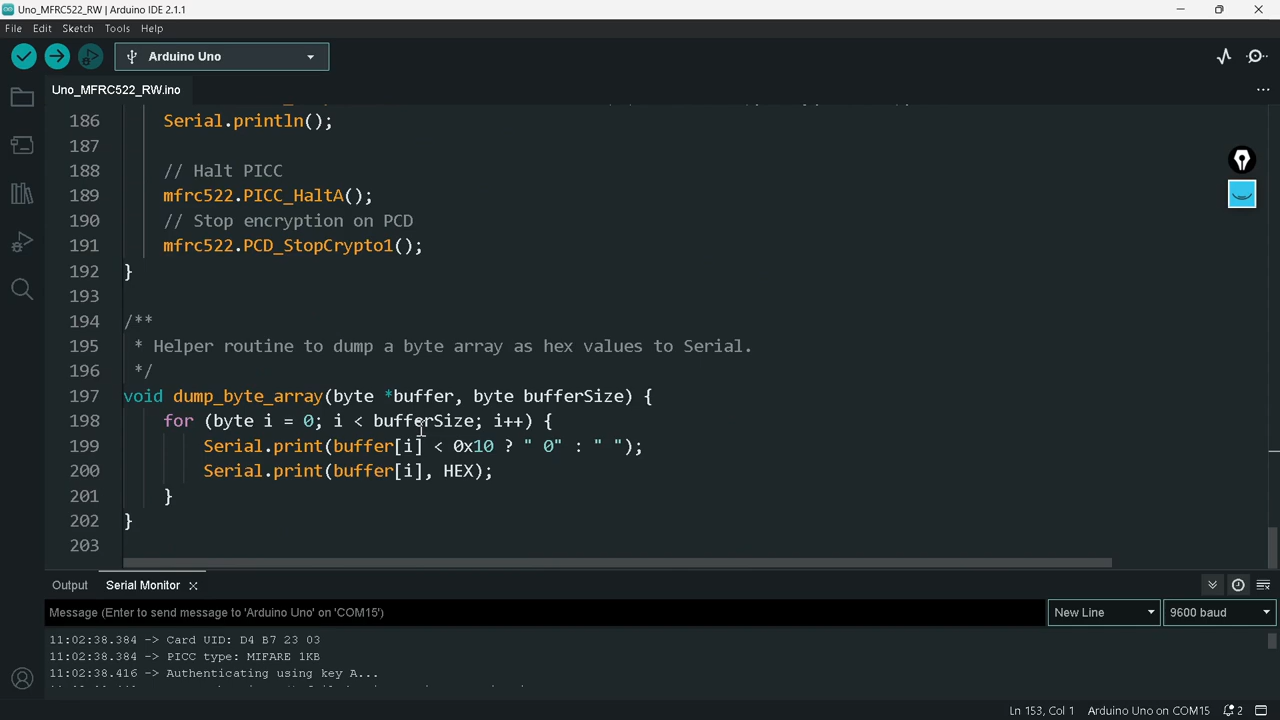 Uno_MFRC522_RW | Arduino IDE 2.1.1
File Edit Sketch Tools Help
Arduino Uno
Uno_MFRC522_RW.ino
186 Serial.println();
187
188 // Halt PICC
189 mfrc522.PICC_HaltA();
190 // Stop encryption on PCD
191 mfrc522.PCD_StopCrypto1();
192 }
193
194 /**
195 * Helper routine to dump a byte array as hex values to Serial.
196 */
197 void dump_byte_array(byte *buffer, byte bufferSize) {
198 for (byte i = 0; i < bufferSize; i++) {
199 Serial.print(buffer[i] < 0x10 ? " 0" : " ");
200 Serial.print(buffer[i], HEX);
201 }
202 }
203
Output Serial Monitor
Message (Enter to send message to 'Arduino Uno' on 'COM15') New Line 9600 baud
11:02:38.384 -> Card UID: D4 B7 23 03
11:02:38.384 -> PICC type: MIFARE 1KB
11:02:38.416 -> Authenticating using key A...
Ln 153, Col 1 Arduino Uno on COM15 2